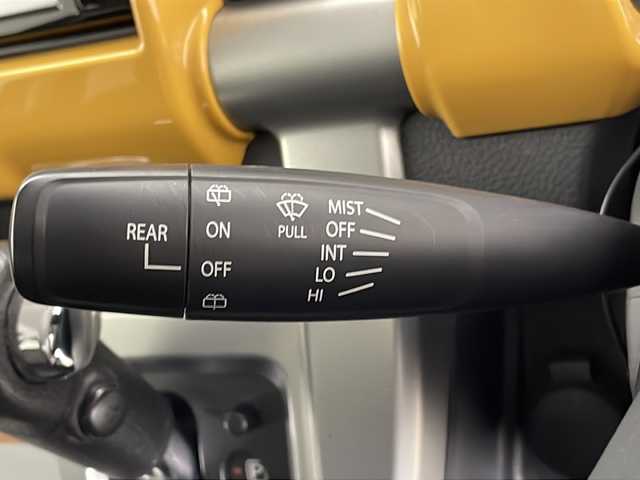 REAR
ON
OFF
PULL
MIST
OFF
INT
LO
HI